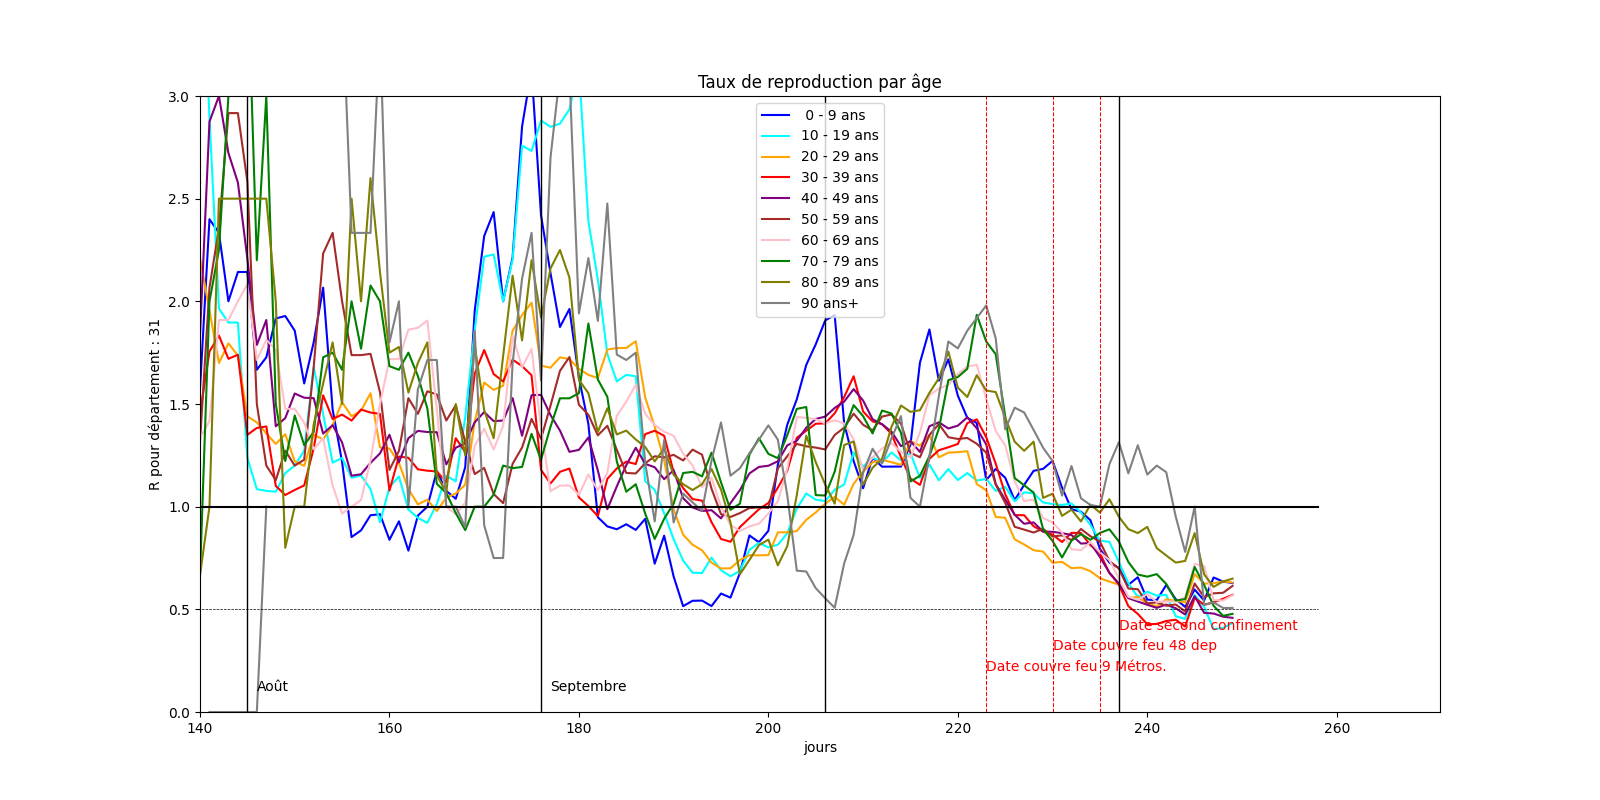 Taux de reproduction par âge
3.0
2.5
2.0
1.5
1.0
0.5
0.0
R pour département : 31
0 - 9 ans
10 - 19 ans
20 - 29 ans
30 - 39 ans
40 - 49 ans
50 - 59 ans
60 - 69 ans
70 - 79 ans
80 - 89 ans
90 ans+
Date second confinement
Date couvre feu 48 dep
Date couvre feu 9 Métros.
Août
Septembre
140 160 180 200 220 240 260
jours